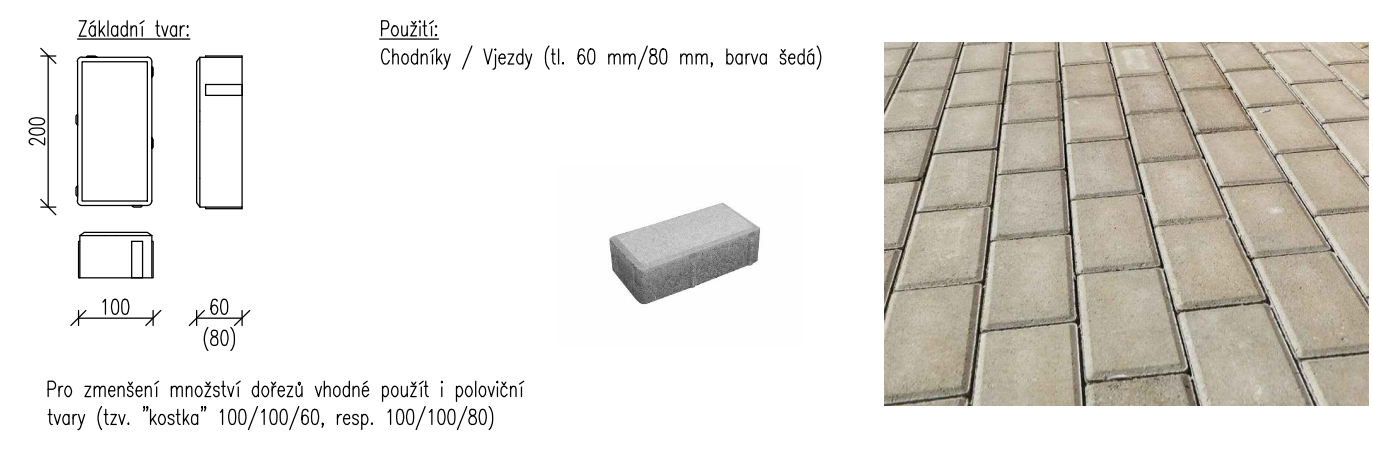 Základní tvar:
Použití:
Chodníky / Vjezdy (tl. 60 mm/80 mm, barva šedá)
200
100
60
(80)
Pro zmenšení množství dořezů vhodné použít i poloviční
tvary (tzv. "kostka" 100/100/60, resp. 100/100/80)